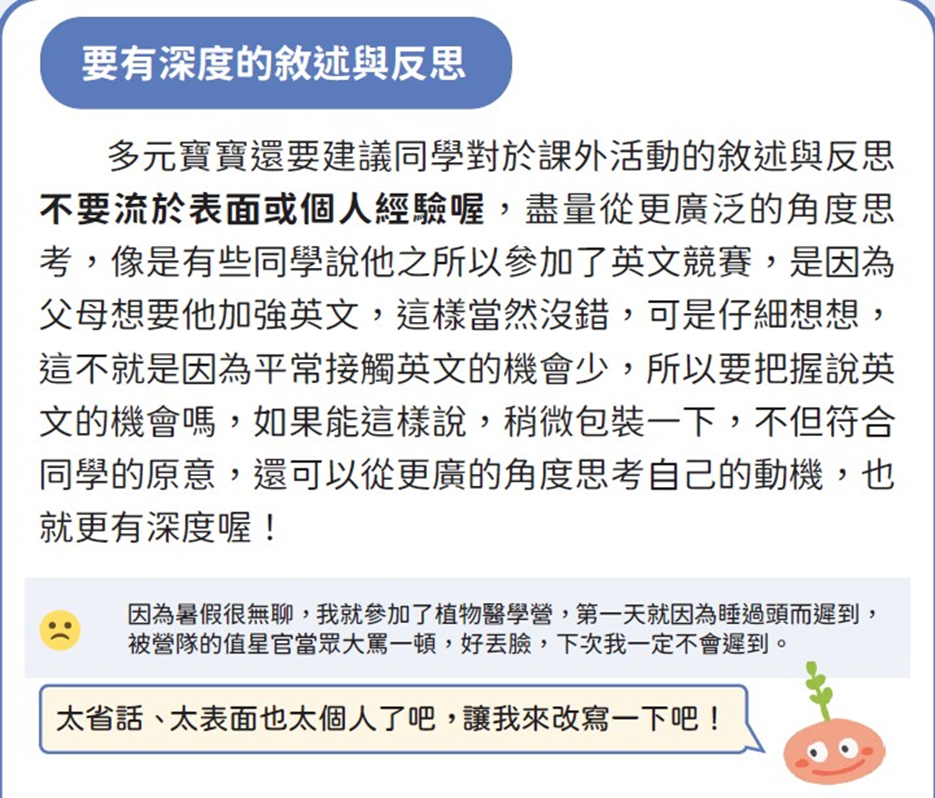 要有深度的敘述與反思
多元寶寶還要建議同學對於課外活動的敘述與反思
不要流於表面或個人經驗喔，盡量從更廣泛的角度思
考，像是有些同學說他之所以參加了英文競賽，是因為
父母想要他加強英文，這樣當然沒錯，可是仔細想想，
這不就是因為平常接觸英文的機會少，所以要把握說英
文的機會嗎，如果能這樣說，稍微包裝一下，不但符合
同學的原意，還可以從更廣的角度思考自己的動機，也
就更有深度喔！
因為暑假很無聊，我就參加了植物醫學營，第一天就因為睡過頭而遲到，
被營隊的值星官當眾大罵一頓，好丟臉，下次我一定不會遲到。
太省話、太表面也太個人了吧，讓我來改寫一下吧！